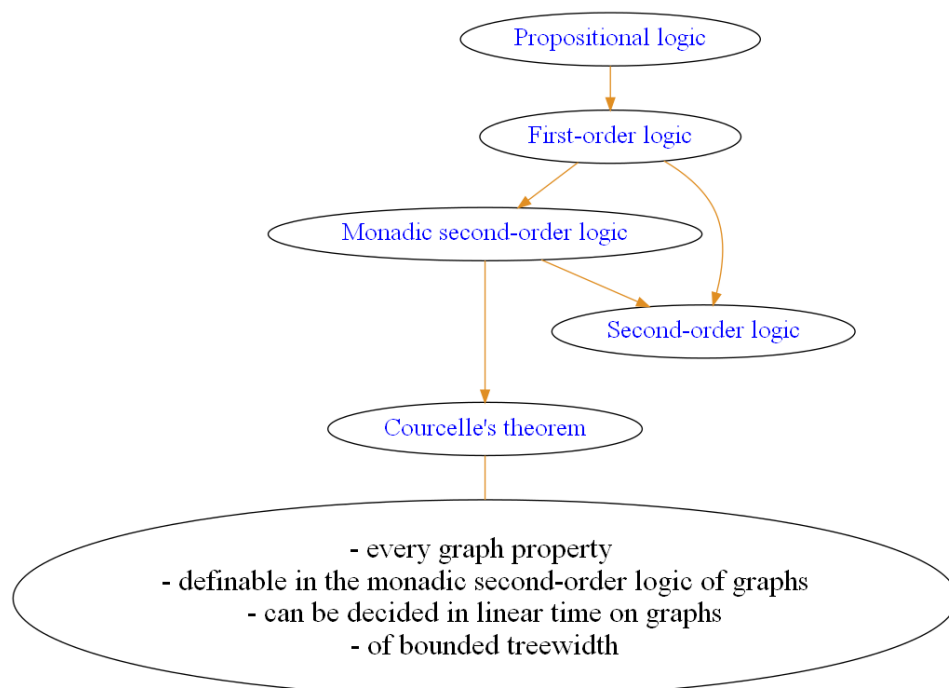 Propositional logic
First-order logic
Monadic second-order logic
Second-order logic
Courcelle's theorem
- every graph property
- definable in the monadic second-order logic of graphs
- can be decided in linear time on graphs
- of bounded treewidth